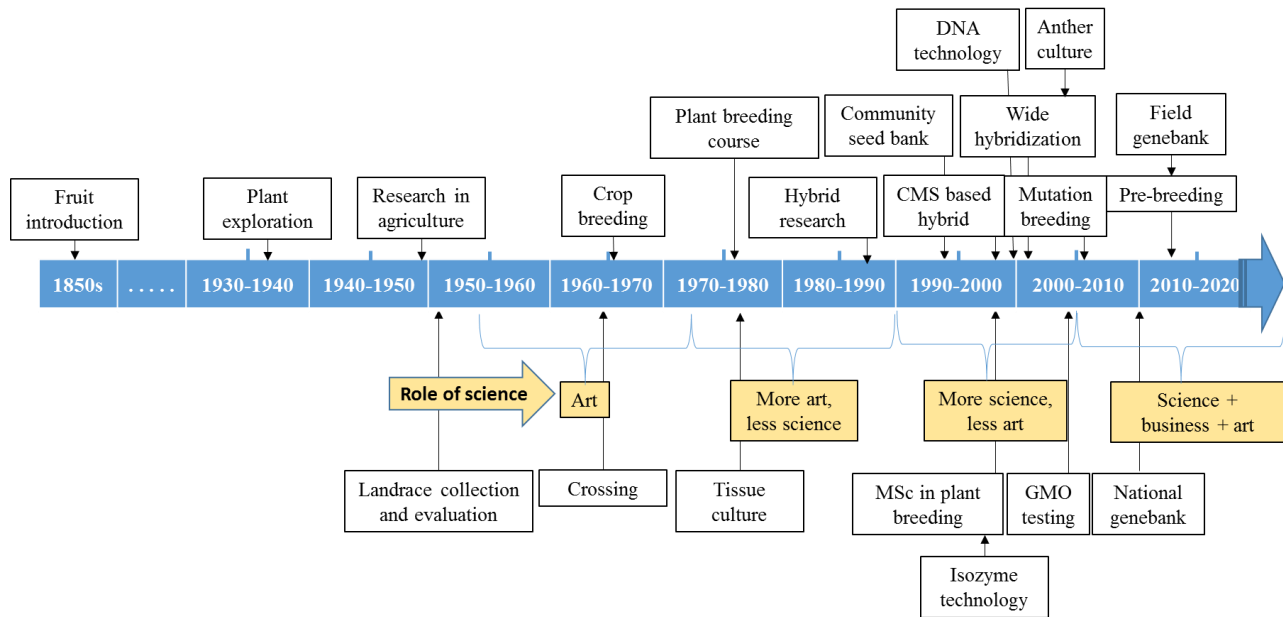 DNA
technology
Anther
culture
Plant breeding
course
Community
seed bank
Wide
hybridization
Field
genebank
Fruit
introduction
Plant
exploration
Research in
agriculture
Crop
breeding
Hybrid
research
CMS based
hybrid
Mutation
breeding
Pre-breeding
1850s
. . . . .
1930-1940
1940-1950
1950-1960
1960-1970
1970-1980
1980-1990
1990-2000
2000-2010
2010-2020
Role of science
Art
More art,
less science
More science,
less art
Science +
business + art
Landrace collection
and evaluation
Crossing
Tissue
culture
MSc in plant
breeding
GMO
testing
National
genebank
Isozyme
technology